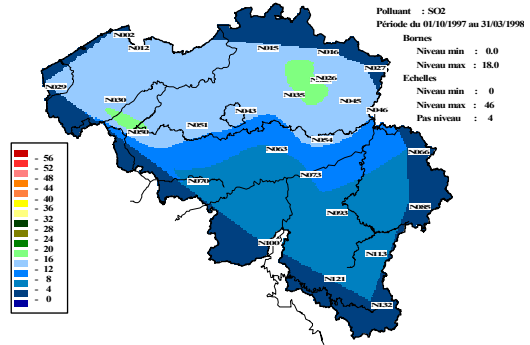 Polluant : SO2
Période du 01/10/1997 au 31/03/1998
Bornes
Niveau min : 0.0
Niveau max : 18.0
Echelles
Niveau min : 0
Niveau max : 46
Pas niveau : 4
N002
N012
N015
N016
N027
N026
N029
N030
N035
N045
N043
N046
N051
N050
N054
N063
N066
N073
N070
N093
N085
N100
N113
N121
N132
- 56
- 52
- 48
- 44
- 40
- 36
- 32
- 28
- 24
- 20
- 16
- 12
- 8
- 4
- 0